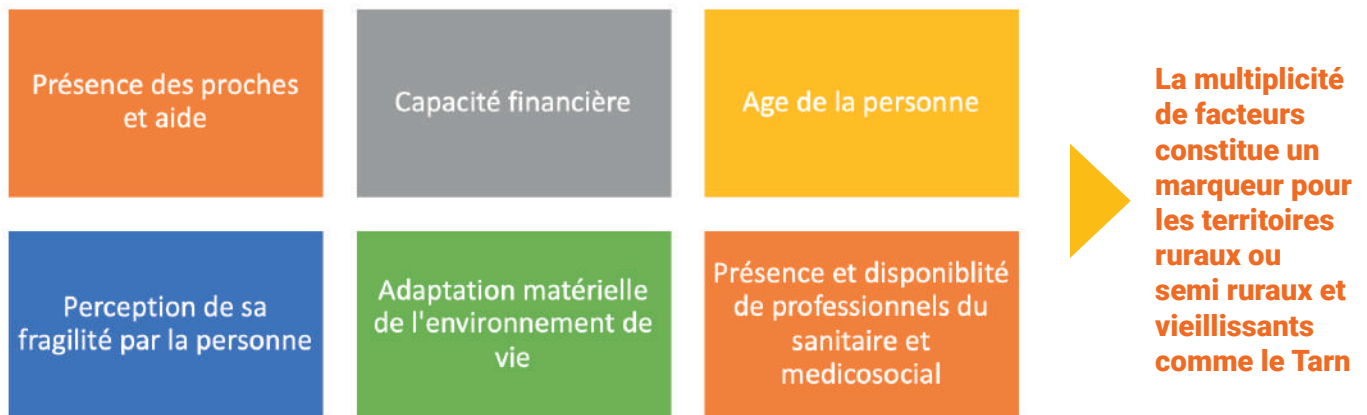 Présence des proches
et aide
Capacité financière
Age de la personne
Perception de sa
fragilité par la personne
Adaptation matérielle
de l'environnement de
vie
Présence et disponiblité
de professionnels du
sanitaire et
medicosocial
La multiplicité
de facteurs
constitue un
marqueur pour
les territoires
ruraux ou
semi ruraux et
vieillissants
comme le Tarn